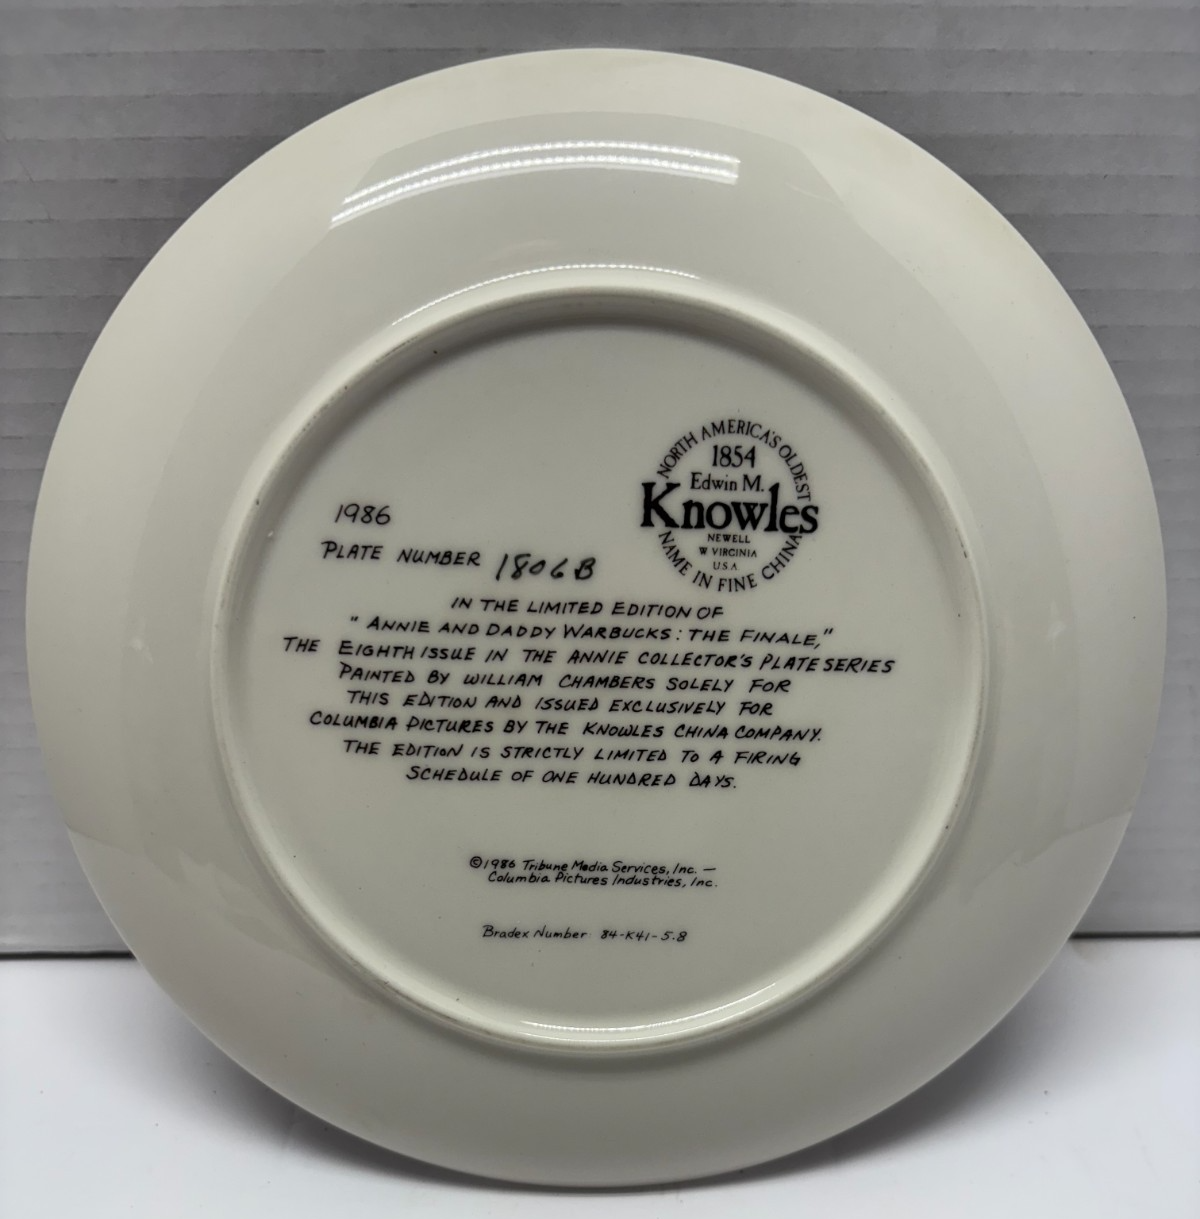 NORTH AMERICA'S OLDEST
1854
Edwin M.
Knowles
NEWELL
W VIRGINIA
USA
NAME IN FINE CHINA
1986
PLATE NUMBER 1806B
IN THE LIMITED EDITION OF
"ANNIE AND DADDY WARBUCKS: THE FINALE,"
THE EIGHTH ISSUE IN THE ANNIE COLLECTOR'S PLATE SERIES
PAINTED BY WILLIAM CHAMBERS SOLELY FOR
THIS EDITION AND ISSUED EXCLUSIVELY FOR
COLUMBIA PICTURES BY THE KNOWLES CHINA COMPANY.
THE EDITION IS STRICTLY LIMITED TO A FIRING
SCHEDULE OF ONE HUNDRED DAYS.
©1986 Tribune Media Services, Inc. —
Columbia Pictures Industries, Inc.
Bradex Number 84-K41-5.8